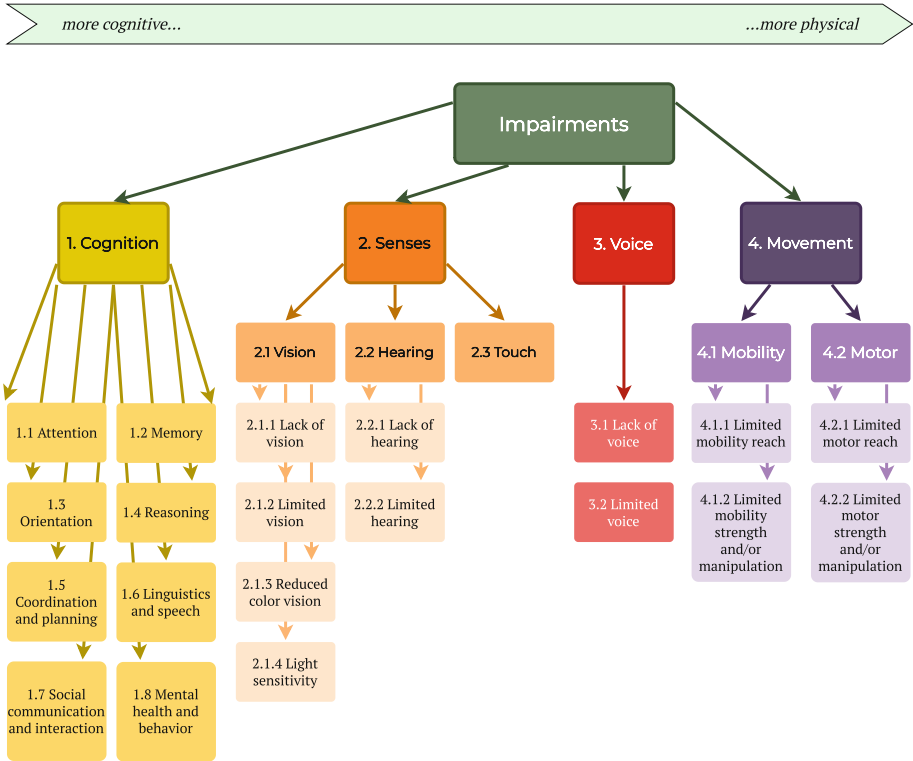 more cognitive...
...more physical
Impairments
1. Cognition
2. Senses
3. Voice
4. Movement
2.1 Vision
2.2 Hearing
2.3 Touch
4.1 Mobility
4.2 Motor
1.1 Attention
1.2 Memory
2.1.1 Lack of
vision
2.2.1 Lack of
hearing
3.1 Lack of
voice
4.1.1 Limited
mobility reach
4.2.1 Limited
motor reach
1.3
Orientation
1.4 Reasoning
2.1.2 Limited
vision
2.2.2 Limited
hearing
3.2 Limited
voice
4.1.2 Limited
mobility
strength
and/or
manipulation
4.2.2 Limited
motor
strength
and/or
manipulation
1.5
Coordination
and planning
1.6 Linguistics
and speech
2.1.3 Reduced
color vision
2.1.4 Light
sensitivity
1.7 Social
communication
and interaction
1.8 Mental
health and
behavior